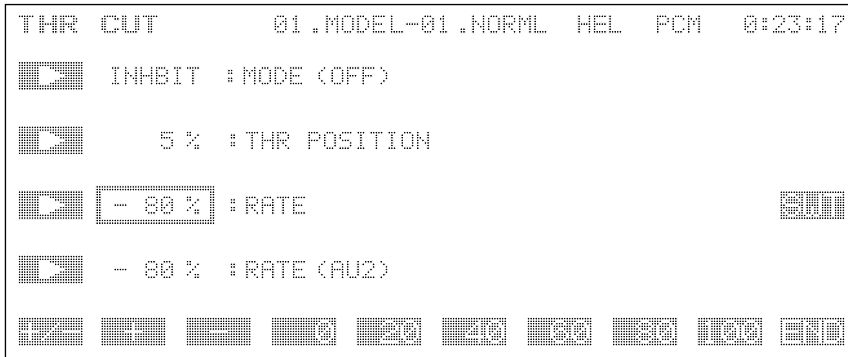 THR CUT 01.MODEL-01.NORML HEL PCM 0:23:17
INHBIT :MODE(OFF)
5% :THR POSITION
- 80% :RATE SWT
- 80% :RATE(AU2)
+/- + - 0 20 40 60 80 100 END